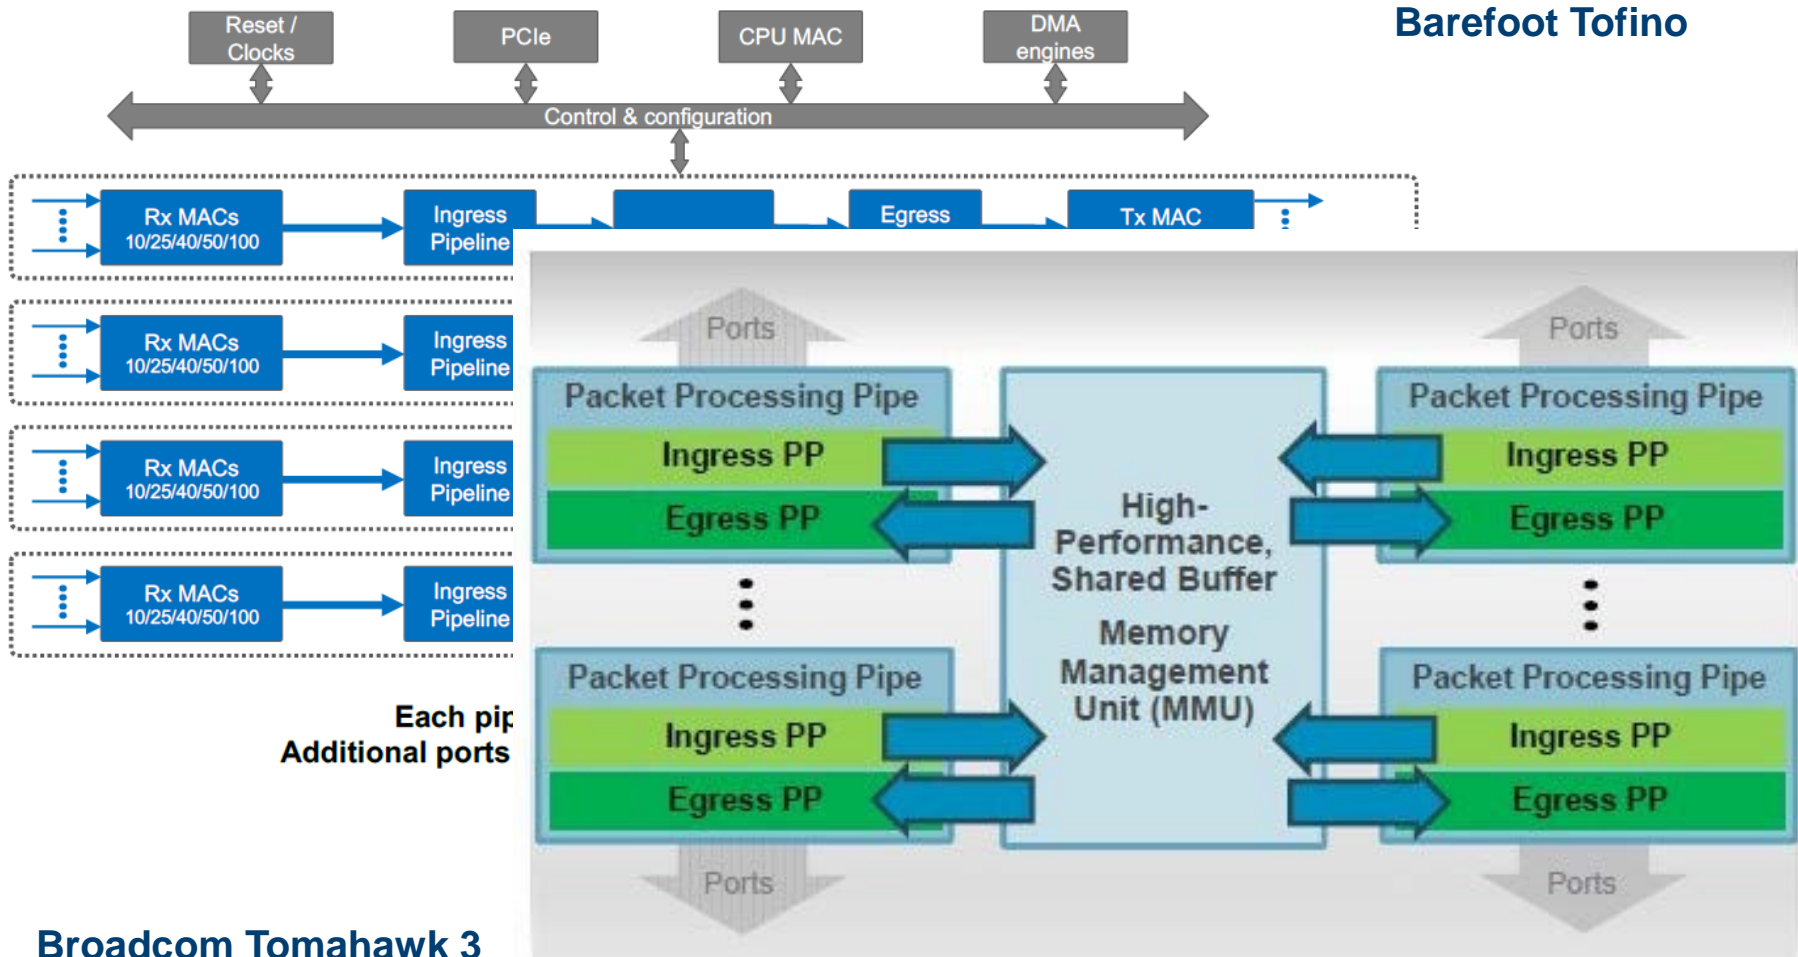 Barefoot Tofino
Reset /
Clocks
PCIe
CPU MAC
DMA
engines
Control & configuration
Rx MACs
10/25/40/50/100
Ingress
Pipeline
Egress
Tx MAC
Rx MACs
10/25/40/50/100
Ingress
Pipeline
Rx MACs
10/25/40/50/100
Ingress
Pipeline
Rx MACs
10/25/40/50/100
Ingress
Pipeline
Each pip
Additional ports
Ports
Ports
Packet Processing Pipe
Ingress PP
Egress PP
Packet Processing Pipe
Ingress PP
Egress PP
High-
Performance,
Shared Buffer
Memory
Management
Unit (MMU)
Packet Processing Pipe
Ingress PP
Egress PP
Packet Processing Pipe
Ingress PP
Egress PP
Ports
Ports
Broadcom Tomahawk 3